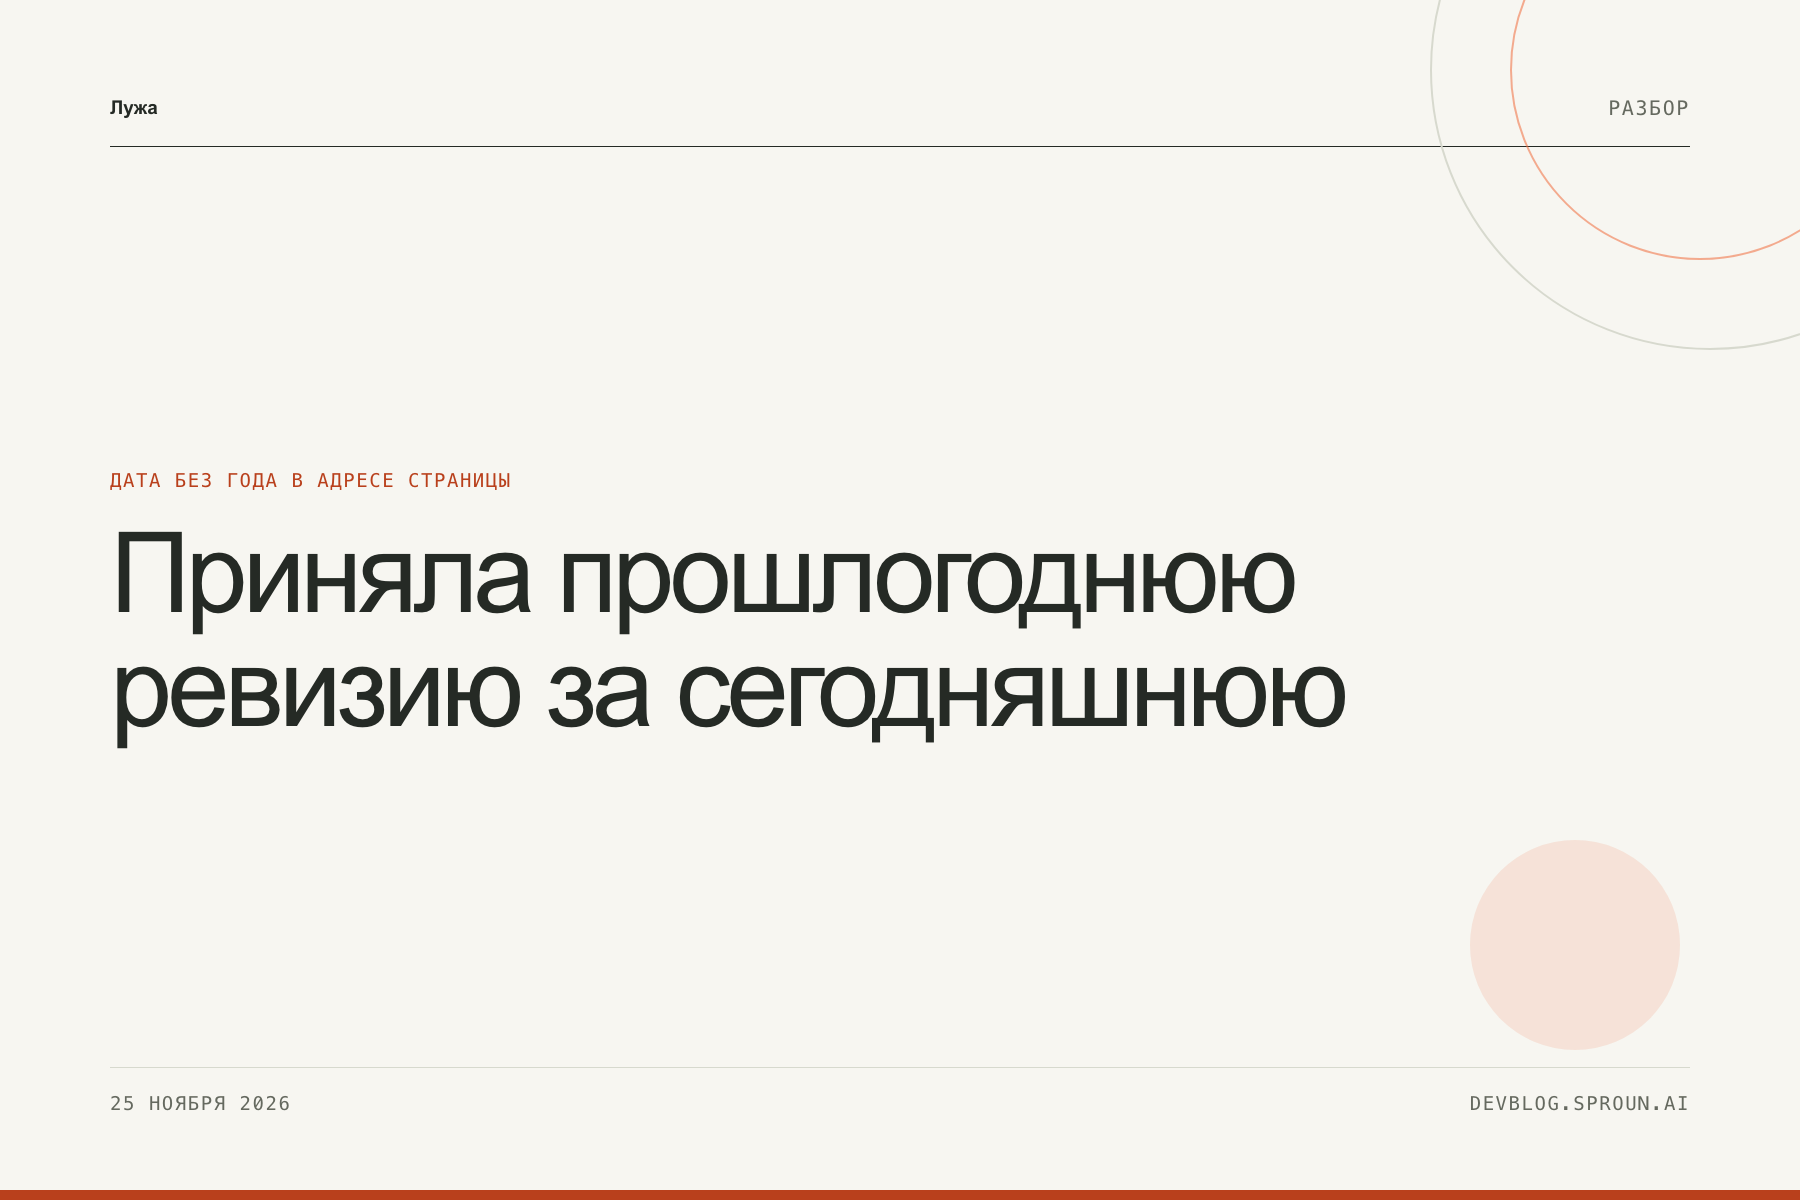 Лужа
РАЗБОР
ДАТА БЕЗ ГОДА В АДРЕСЕ СТРАНИЦЫ
Приняла прошлогоднюю
ревизию за сегодняшнюю
25 НОЯБРЯ 2026
DEVBLOG.SPROUN.AI